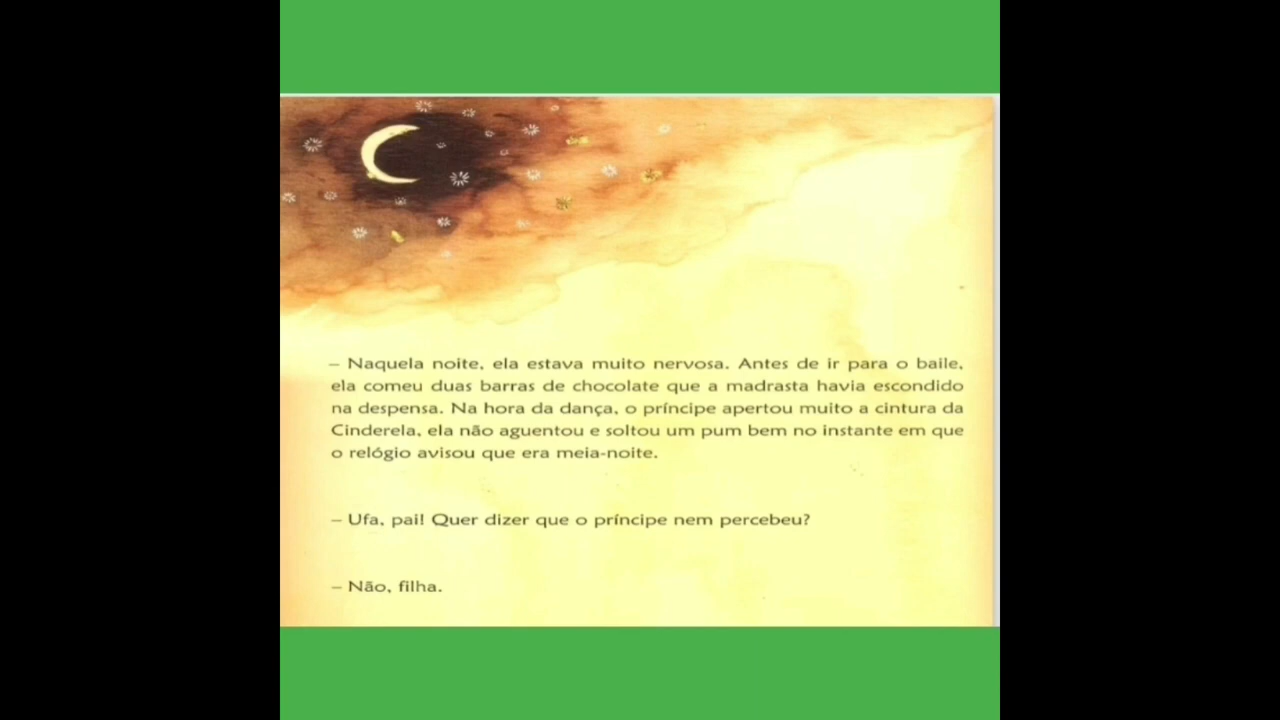 – Naquela noite, ela estava muito nervosa. Antes de ir para o baile,
ela comeu duas barras de chocolate que a madrasta havia escondido
na despensa. Na hora da dança, o príncipe apertou muito a cintura da
Cinderela, ela não aguentou e soltou um pum bem no instante em que
o relógio avisou que era meia-noite.
– Ufa, pai! Quer dizer que o príncipe nem percebeu?
– Não, filha.